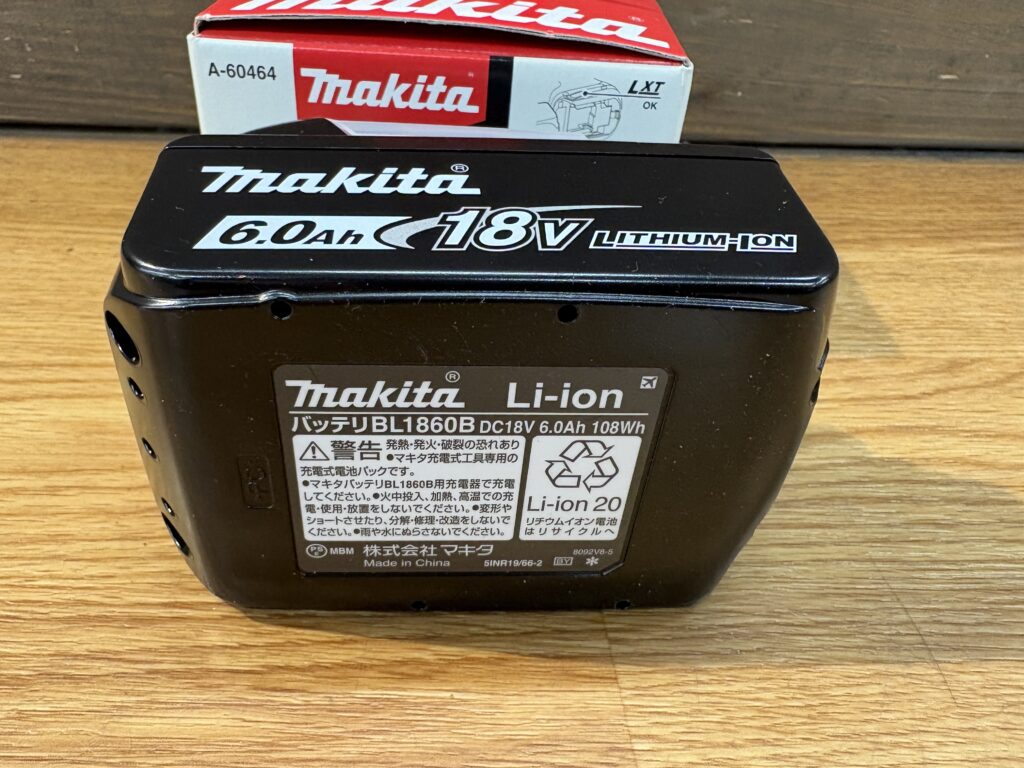 Makita
A-60464
Makita
LXT
OK
Makita®
6.0Ah 18V LITHIUM-ION
Makita® Li-ion
バッテリBL1860B DC18V 6.0Ah 108Wh
警告 発熱・発火・破裂の恐れあり
●マキタ充電式工具専用の
充電式電池パックです。
●マキタバッテリBL1860B用充電器で充電
してください。●火中投入、加熱、高温での充
電・使用・放置をしないでください。●変形や
ショートさせたり、分解・修理・改造をしないで
ください。●雨や水にぬらさないでください。
Li-ion 20
リチウムイオン電池
はリサイクルへ
PSE MBM 株式会社 マキタ 8092V8-5
Made in China 5INR19/66-2 BY *